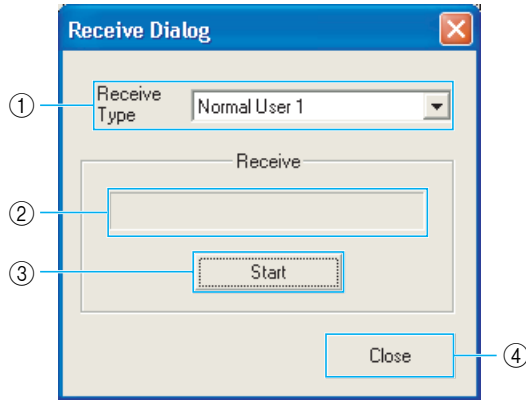 Receive Dialog
① Receive Type Normal User 1
Receive
②
③ Start
Close ④